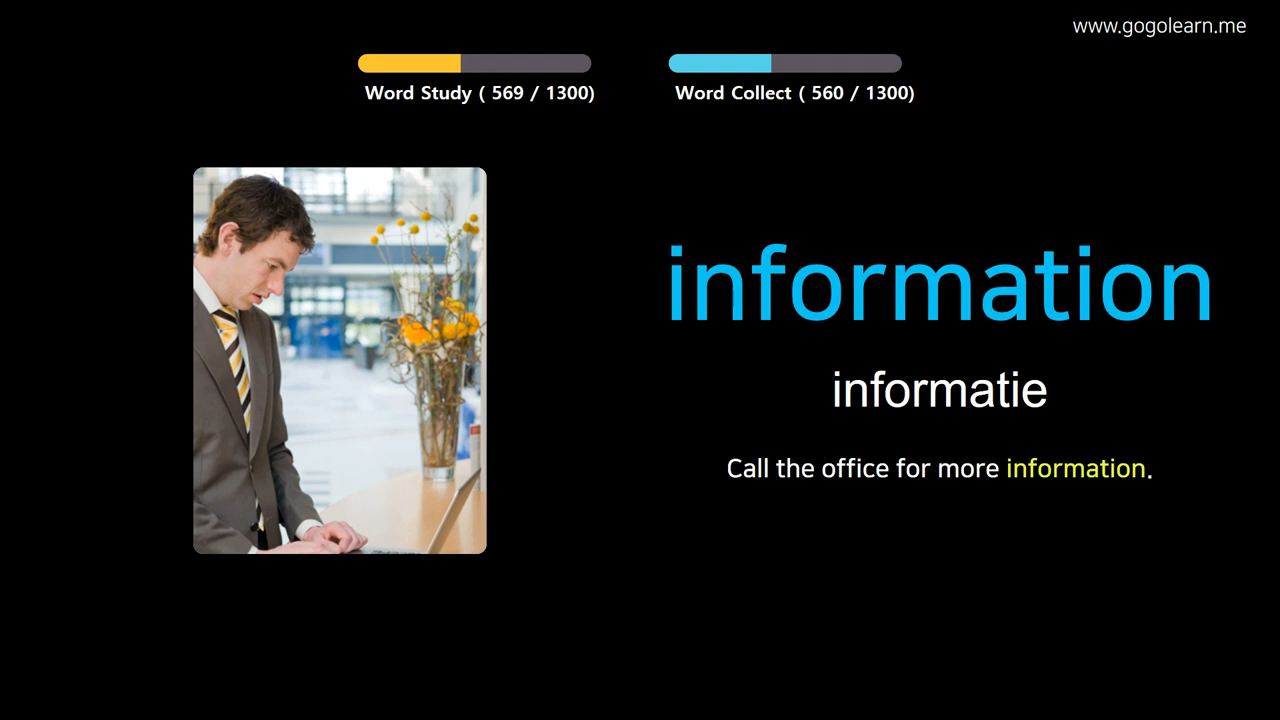 www.gogolearn.me
Word Study ( 569 / 1300)
Word Collect ( 560 / 1300)
information
informatie
Call the office for more information.